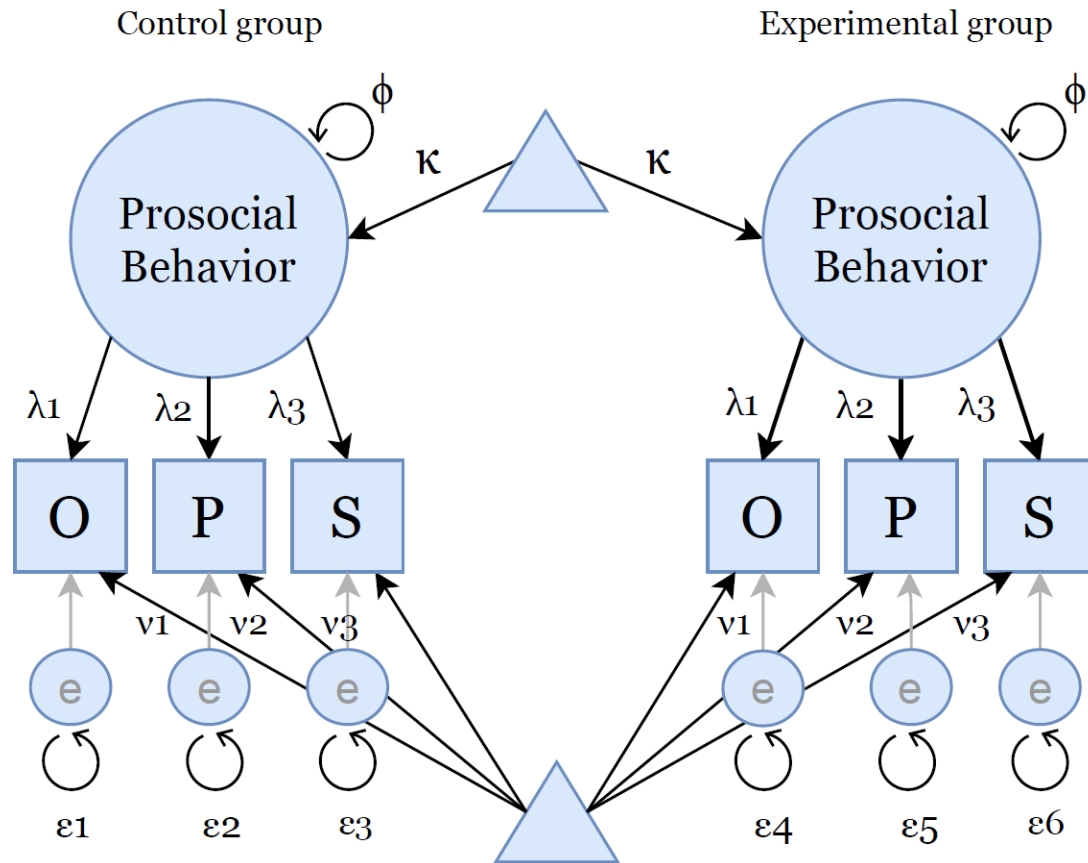 Control group
Experimental group
ϕ
ϕ
κ
κ
Prosocial
Behavior
Prosocial
Behavior
λ1
λ2
λ3
λ1
λ2
λ3
O
P
S
O
P
S
ν1
ν2
ν3
ν1
ν2
ν3
e
e
e
e
e
e
ε1
ε2
ε3
ε4
ε5
ε6